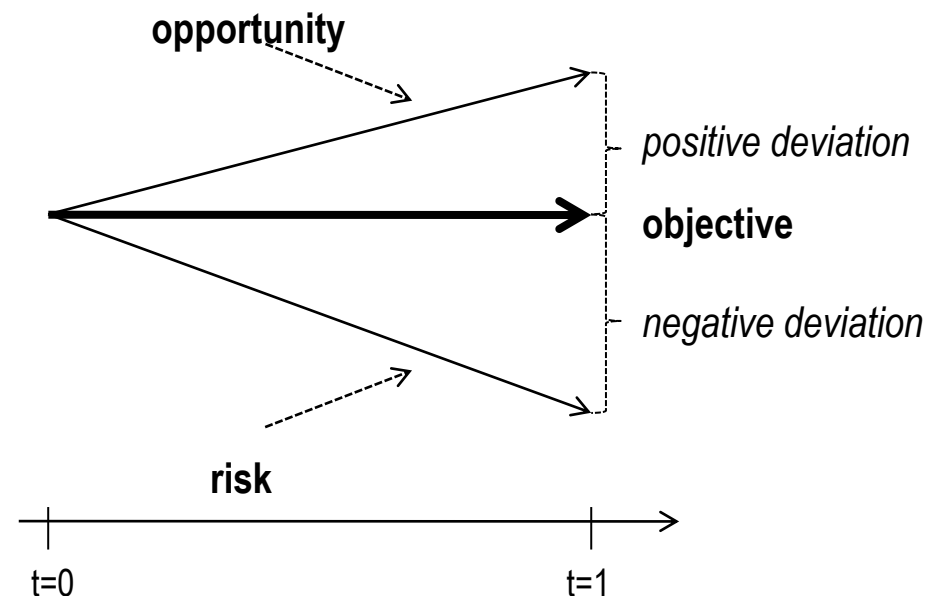 opportunity
positive deviation
objective
negative deviation
risk
t=0
t=1